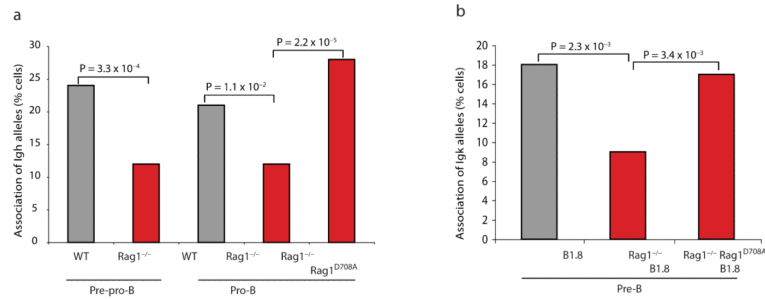 a
Association of Igh alleles (% cells)
30
25
20
15
10
5
0
P = 3.3 x 10⁻⁴
P = 1.1 x 10⁻²
P = 2.2 x 10⁻⁵
WT Rag1⁻/⁻ WT Rag1⁻/⁻ Rag1⁻/⁻
Rag1ᴰ⁷⁰⁸ᴬ
Pre-pro-B Pro-B
b
Association of Igk alleles (% cells)
20
18
16
14
12
10
8
6
4
2
0
P = 2.3 x 10⁻³
P = 3.4 x 10⁻³
B1.8 Rag1⁻/⁻ Rag1⁻/⁻ Rag1ᴰ⁷⁰⁸ᴬ
B1.8 B1.8
Pre-B